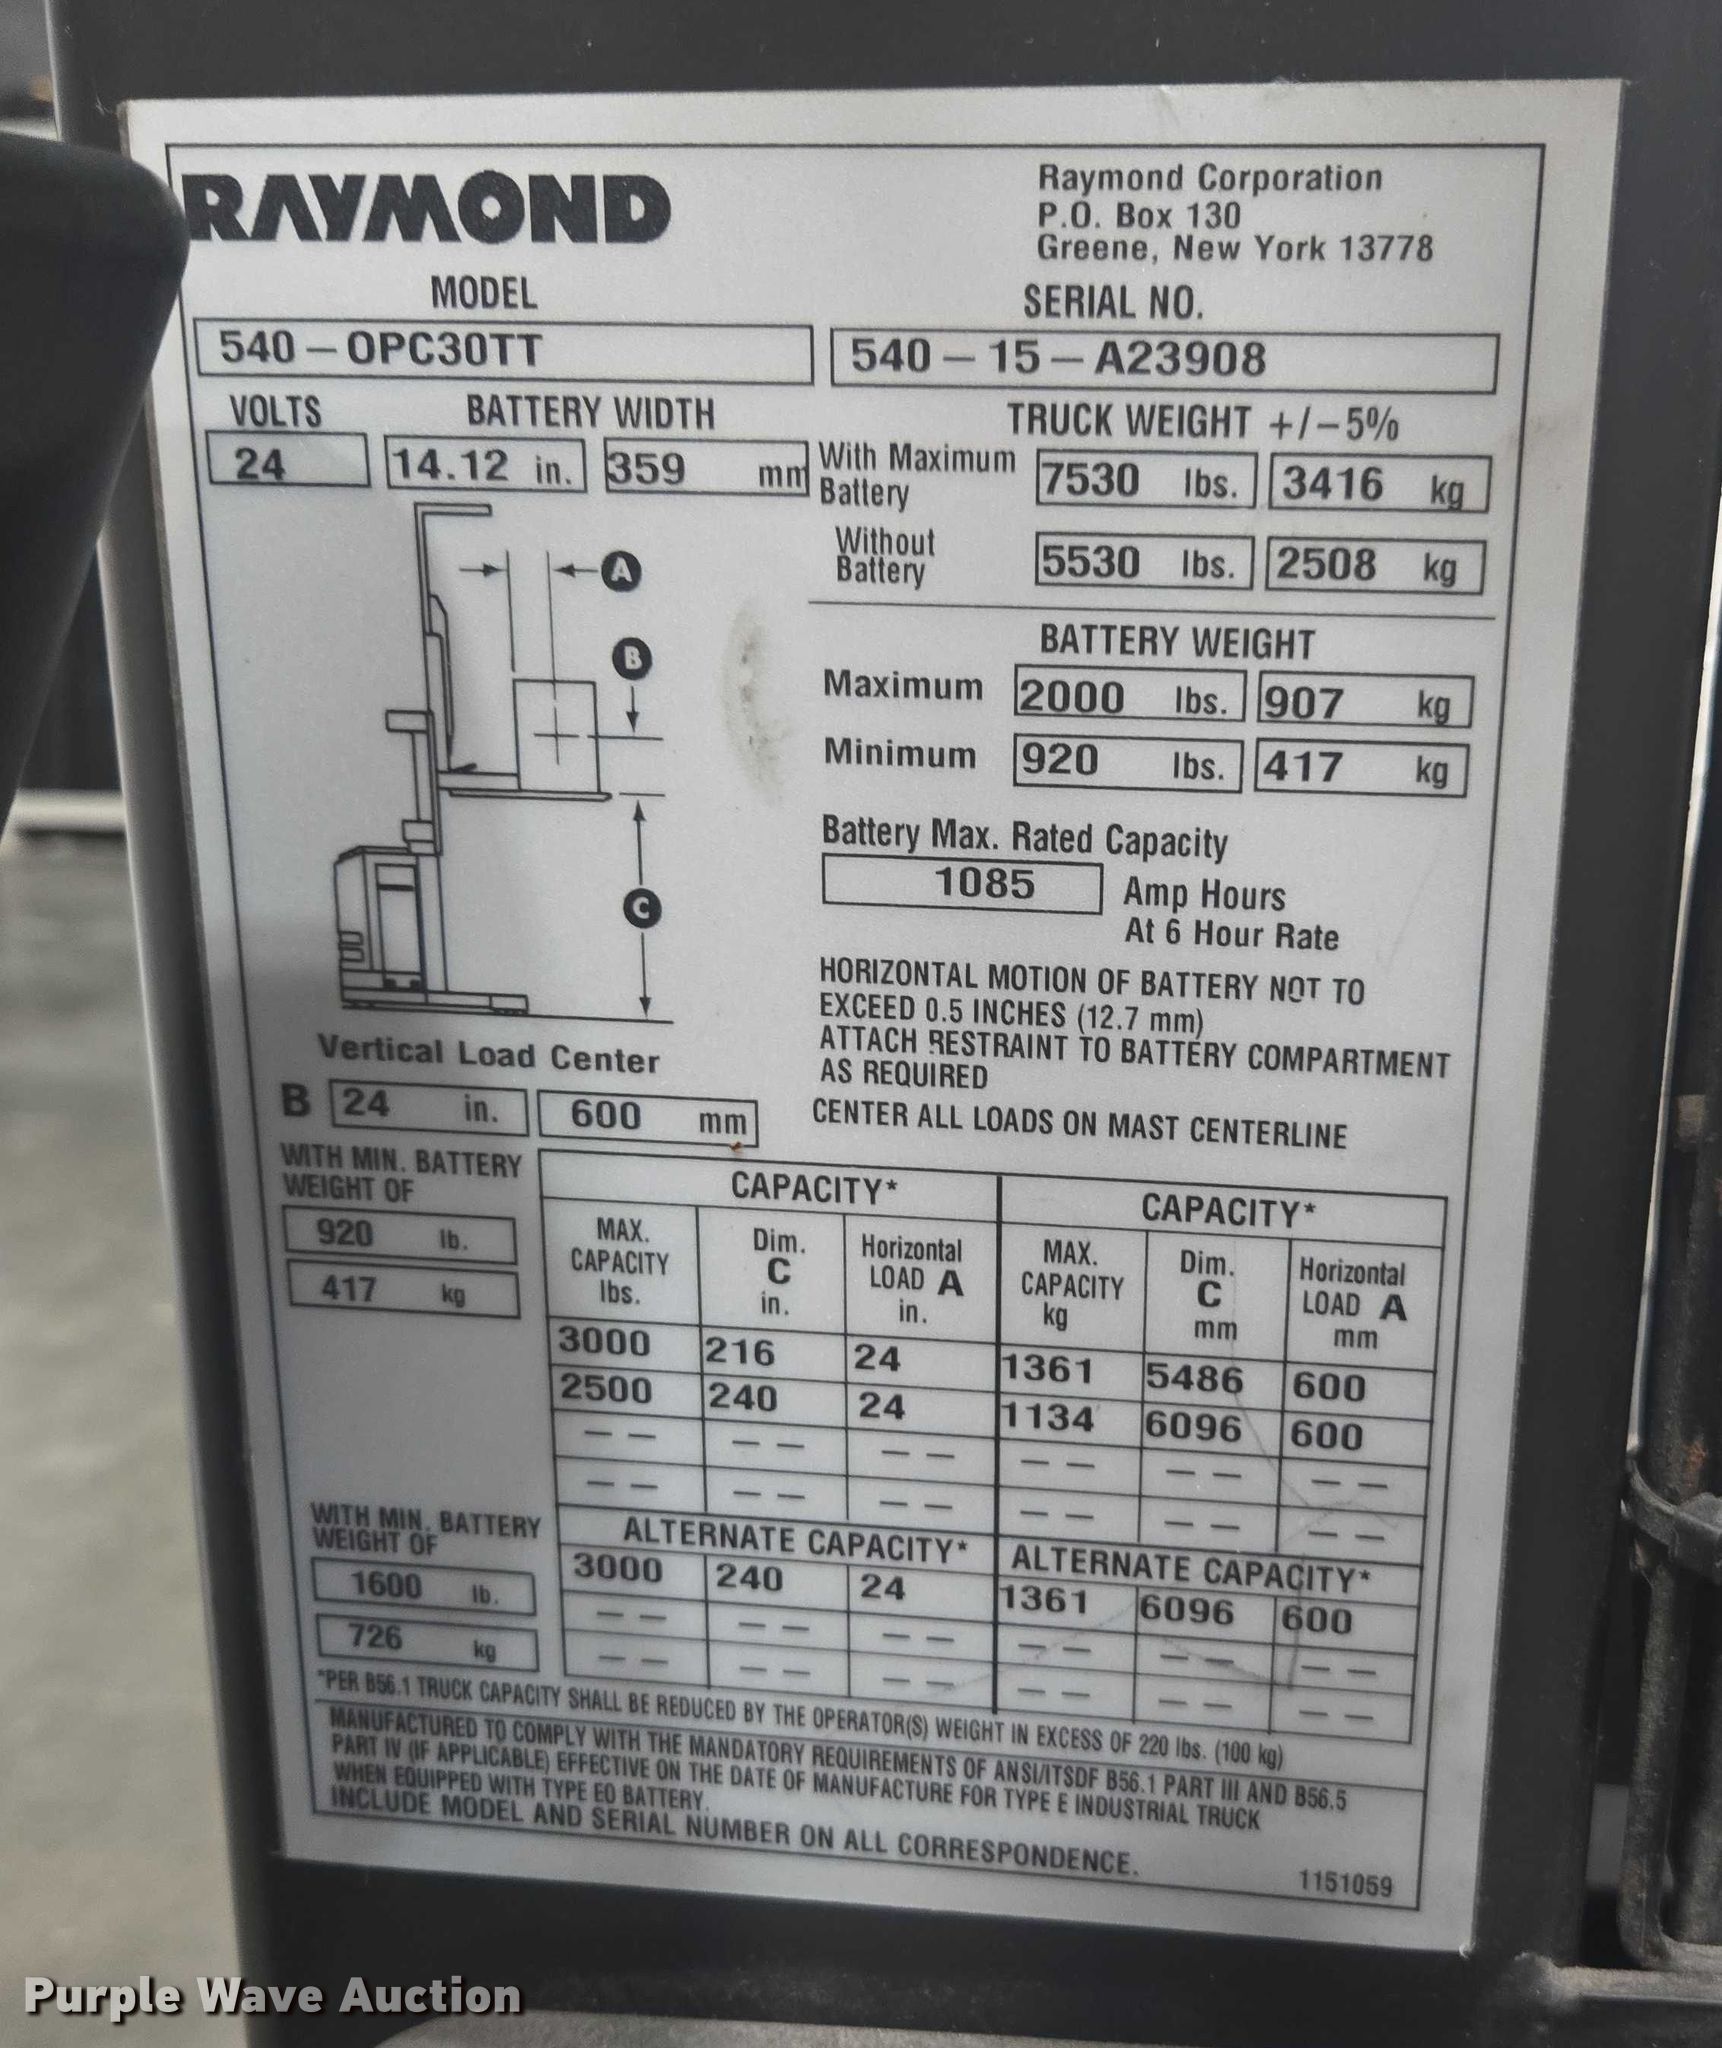 RAYMOND
Raymond Corporation
P.O. Box 130
Greene, New York 13778
MODEL
SERIAL NO.
540 – OPC30TT
540 – 15 – A23908
VOLTS
BATTERY WIDTH
TRUCK WEIGHT +/–5%
24
14.12 in.
359 mm
With Maximum
Battery
7530 lbs.
3416 kg
Without
Battery
5530 lbs.
2508 kg
A
B
C
BATTERY WEIGHT
Maximum 2000 lbs. 907 kg
Minimum 920 lbs. 417 kg
Battery Max. Rated Capacity
1085 Amp Hours
At 6 Hour Rate
HORIZONTAL MOTION OF BATTERY NOT TO
EXCEED 0.5 INCHES (12.7 mm)
ATTACH RESTRAINT TO BATTERY COMPARTMENT
AS REQUIRED
CENTER ALL LOADS ON MAST CENTERLINE
Vertical Load Center
B 24 in. 600 mm
WITH MIN. BATTERY
WEIGHT OF
920 lb.
417 kg
CAPACITY* CAPACITY*
MAX. CAPACITY lbs. Dim. C in. Horizontal LOAD A in. MAX. CAPACITY kg Dim. C mm Horizontal LOAD A mm
3000 216 24 1361 5486 600
2500 240 24 1134 6096 600
– – – – – – – – – – – –
– – – – – – – – – – – –
WITH MIN. BATTERY
WEIGHT OF
1600 lb.
726 kg
ALTERNATE CAPACITY* ALTERNATE CAPACITY*
3000 240 24 1361 6096 600
– – – – – – – – – – – –
– – – – – – – – – – – –
*PER B56.1 TRUCK CAPACITY SHALL BE REDUCED BY THE OPERATOR(S) WEIGHT IN EXCESS OF 220 lbs. (100 kg)
MANUFACTURED TO COMPLY WITH THE MANDATORY REQUIREMENTS OF ANSI/ITSDF B56.1 PART III AND B56.5
PART IV (IF APPLICABLE) EFFECTIVE ON THE DATE OF MANUFACTURE FOR TYPE E INDUSTRIAL TRUCK
WHEN EQUIPPED WITH TYPE EO BATTERY.
INCLUDE MODEL AND SERIAL NUMBER ON ALL CORRESPONDENCE.
1151059
Purple Wave Auction